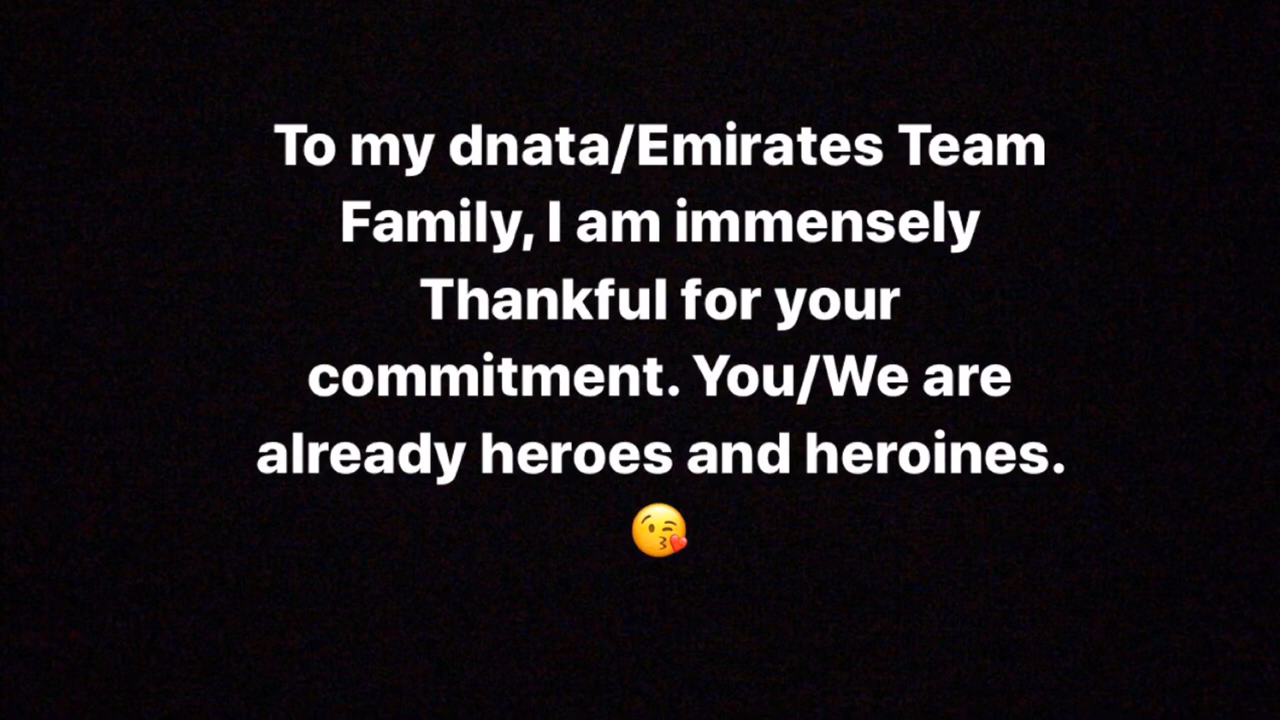 To my dnata/Emirates Team
Family, I am immensely
Thankful for your
commitment. You/We are
already heroes and heroines.
😘